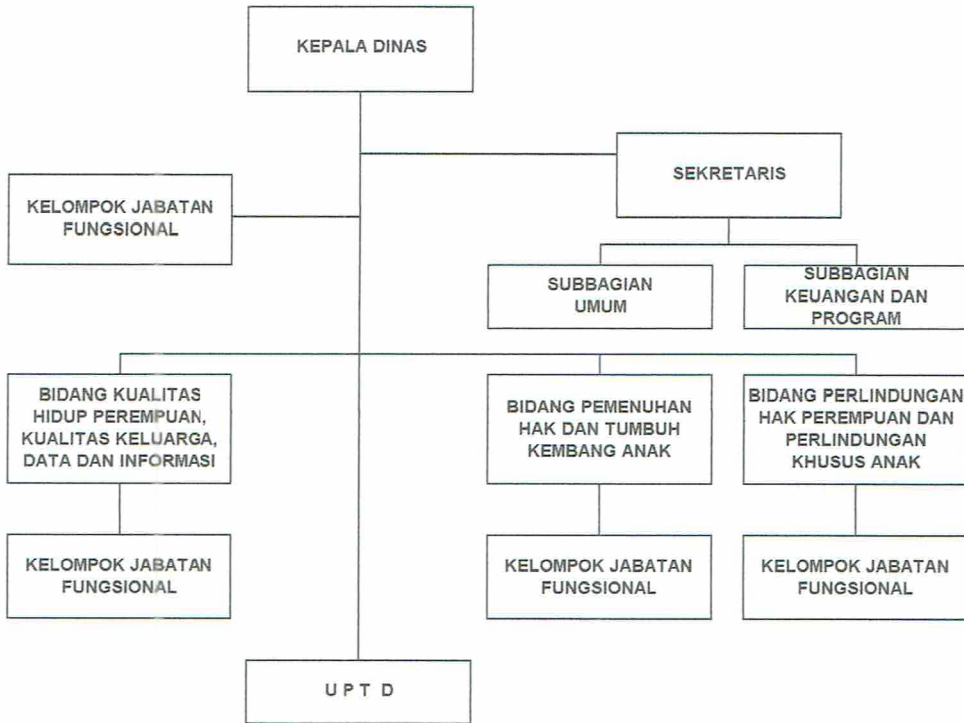 KEPALA DINAS
SEKRETARIS
KELOMPOK JABATAN
FUNGSIONAL
SUBBAGIAN
UMUM
SUBBAGIAN
KEUANGAN DAN
PROGRAM
BIDANG KUALITAS
HIDUP PEREMPUAN,
KUALITAS KELUARGA,
DATA DAN INFORMASI
BIDANG PEMENUHAN
HAK DAN TUMBUH
KEMBANG ANAK
BIDANG PERLINDUNGAN
HAK PEREMPUAN DAN
PERLINDUNGAN
KHUSUS ANAK
KELOMPOK JABATAN
FUNGSIONAL
KELOMPOK JABATAN
FUNGSIONAL
KELOMPOK JABATAN
FUNGSIONAL
U P T D